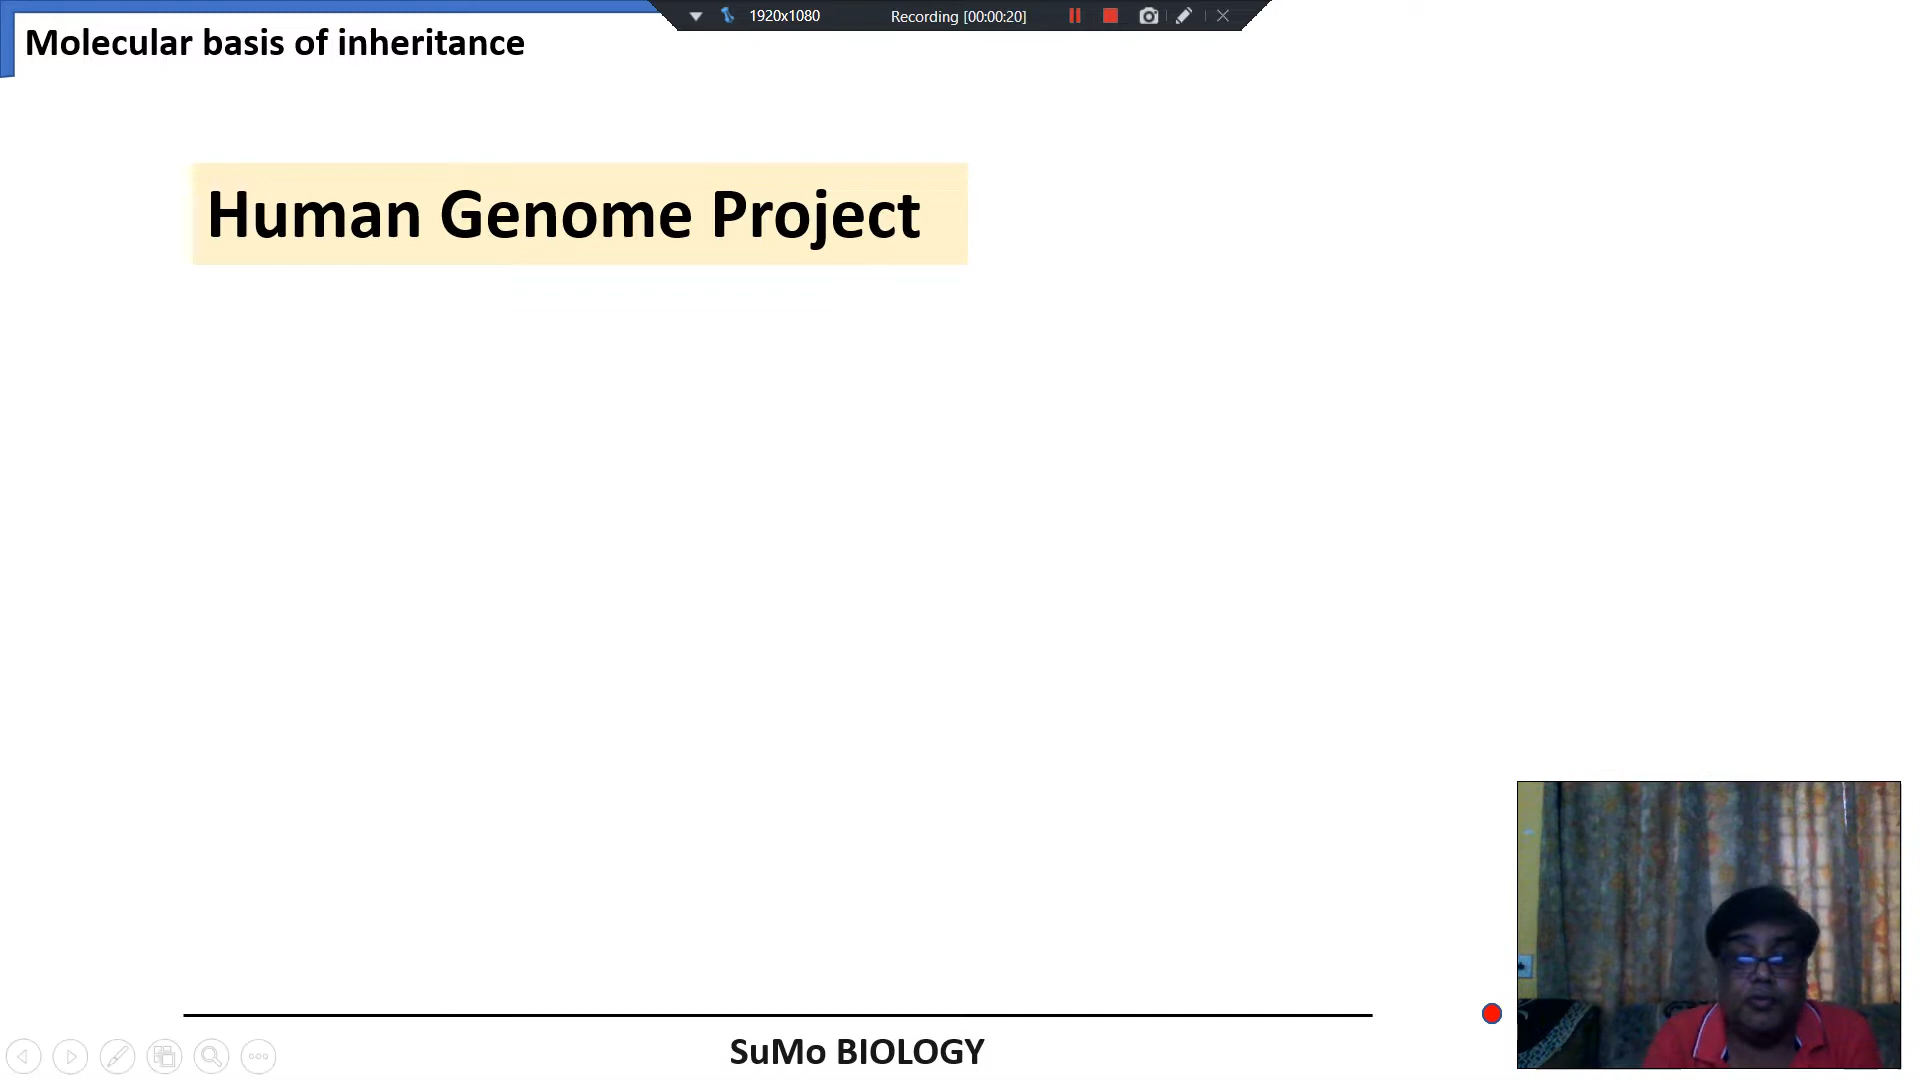 1920x1080
Recording [00:00:20]
Molecular basis of inheritance
Human Genome Project
SuMo BIOLOGY